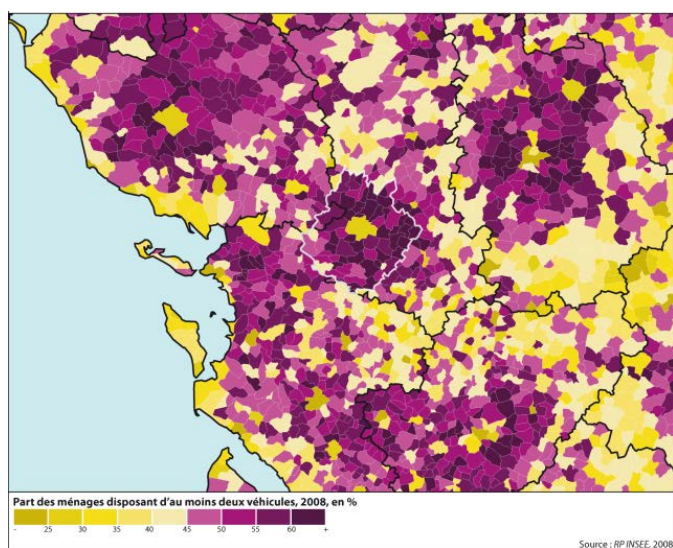 Part des ménages disposant d'au moins deux véhicules, 2008, en %
- 25 30 35 40 45 50 55 60 +
Source : RP INSEE, 2008